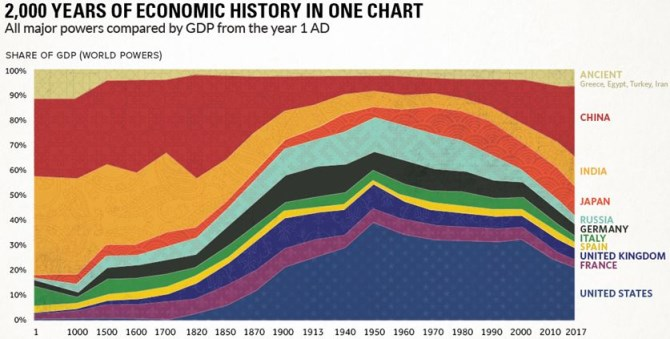 2,000 YEARS OF ECONOMIC HISTORY IN ONE CHART
All major powers compared by GDP from the year 1 AD
SHARE OF GDP (WORLD POWERS)
100%
90%
80%
70%
60%
50%
40%
30%
20%
10%
0%
ANCIENT
Greece, Egypt, Turkey, Iran
CHINA
INDIA
JAPAN
RUSSIA
GERMANY
ITALY
SPAIN
UNITED KINGDOM
FRANCE
UNITED STATES
1 1000 1500 1600 1700 1820 1850 1870 1900 1913 1940 1950 1960 1970 1980 1990 2000 2010 2017